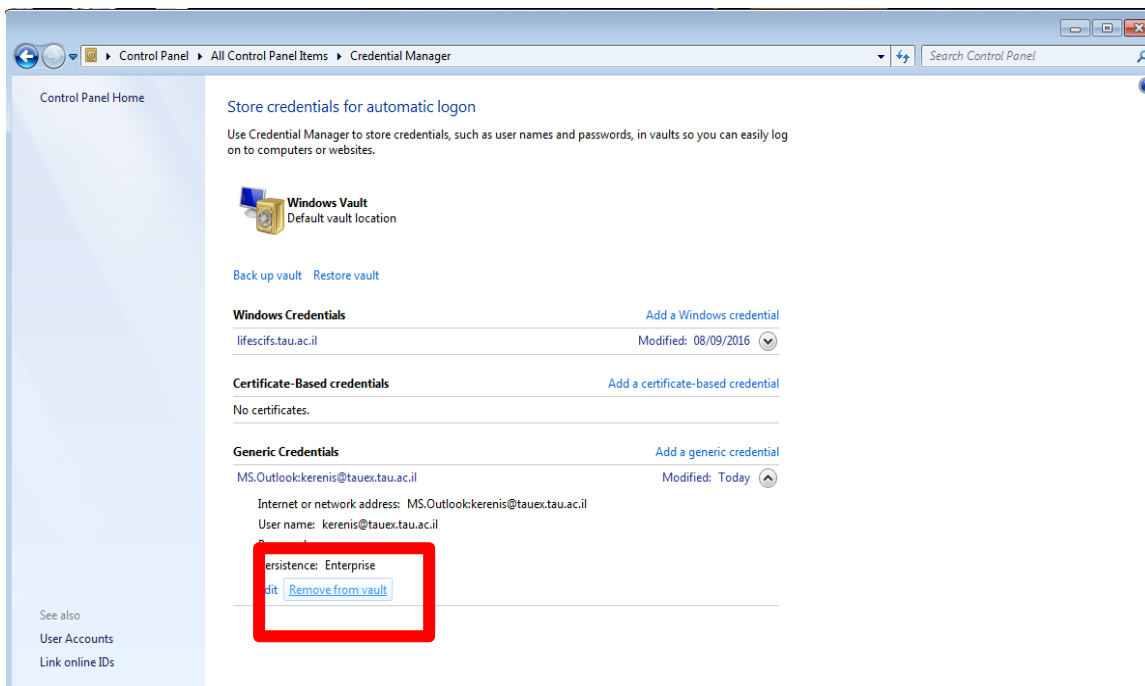 Control Panel ▸ All Control Panel Items ▸ Credential Manager
Search Control Panel
Control Panel Home
Store credentials for automatic logon
Use Credential Manager to store credentials, such as user names and passwords, in vaults so you can easily log
on to computers or websites.
Windows Vault
Default vault location
Back up vault Restore vault
Windows Credentials Add a Windows credential
lifescifs.tau.ac.il Modified: 08/09/2016
Certificate-Based credentials Add a certificate-based credential
No certificates.
Generic Credentials Add a generic credential
MS.Outlook:kerenis@tauex.tau.ac.il Modified: Today
Internet or network address: MS.Outlook:kerenis@tauex.tau.ac.il
User name: kerenis@tauex.tau.ac.il
ersistence: Enterprise
dit Remove from vault
See also
User Accounts
Link online IDs